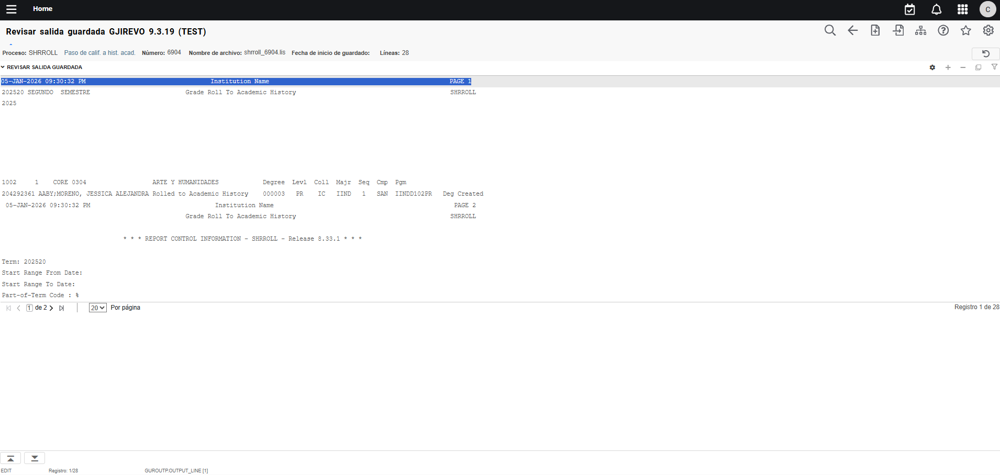 Home
C
Revisar salida guardada GJIREVO 9.3.19 (TEST)
Proceso: SHRROLL Paso de calif. a hist. acad. Número: 6904 Nombre de archivo: shrroll_6904.lis Fecha de inicio de guardado: Líneas: 28
REVISAR SALIDA GUARDADA
05-JAN-2026 09:30:32 PM Institution Name PAGE 1
202520 SEGUNDO SEMESTRE Grade Roll To Academic History SHRROLL
2025
1002 1 CORE 0304 ARTE Y HUMANIDADES Degree Levl Coll Majr Seq Cmp Pgm
204292361 AABY;MORENO, JESSICA ALEJANDRA Rolled to Academic History 000003 PR IC IIND 1 SAN IINDD102PR Deg Created
05-JAN-2026 09:30:32 PM Institution Name PAGE 2
Grade Roll To Academic History SHRROLL
* * * REPORT CONTROL INFORMATION - SHRROLL - Release 8.33.1 * * *
Term: 202520
Start Range From Date:
Start Range To Date:
Part-of-Term Code : %
1 de 2 20 Por página Registro 1 de 28
EDIT Registro: 1/28 GUROUTP.OUTPUT_LINE [1]